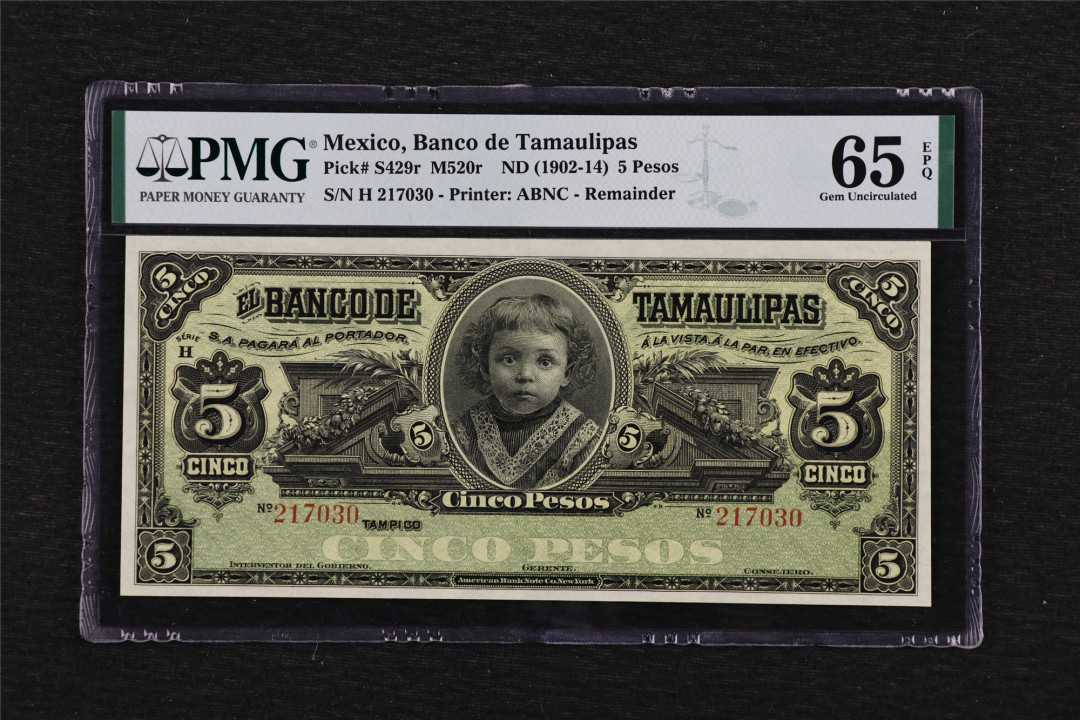 PMG®
PAPER MONEY GUARANTY
Mexico, Banco de Tamaulipas
Pick# S429r M520r ND (1902-14) 5 Pesos
S/N H 217030 - Printer: ABNC - Remainder
65 EPQ
Gem Uncirculated
5 CINCO
EL BANCO DE TAMAULIPAS
5 CINCO
SERIE H
S.A. PAGARÁ AL PORTADOR,
Á LA VISTA, Á LA PAR, EN EFECTIVO.
5 CINCO
5
5
5 CINCO
CINCO PESOS
Nº 217030
TAMPICO
Nº 217030
CINCO PESOS
5
INTERVENTOR DEL GOBIERNO.
GERENTE.
CONSEJERO.
5
American Bank Note Co. New York